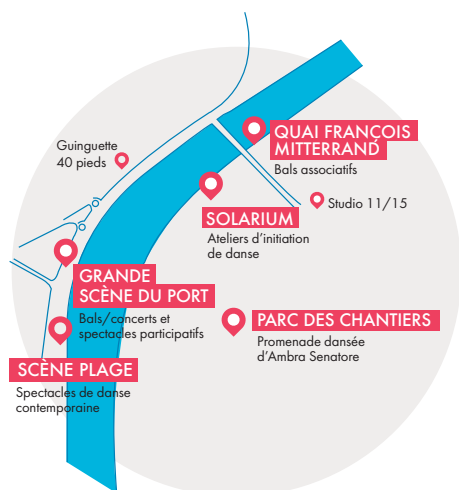 QUAI FRANÇOIS
MITTERRAND
Bals associatifs
Guinguette
40 pieds
Studio 11/15
SOLARIUM
Ateliers d'initiation
de danse
GRANDE
SCÈNE DU PORT
Bals/concerts et
spectacles participatifs
PARC DES CHANTIERS
Promenade dansée
d'Ambra Senatore
SCÈNE PLAGE
Spectacles de danse
contemporaine